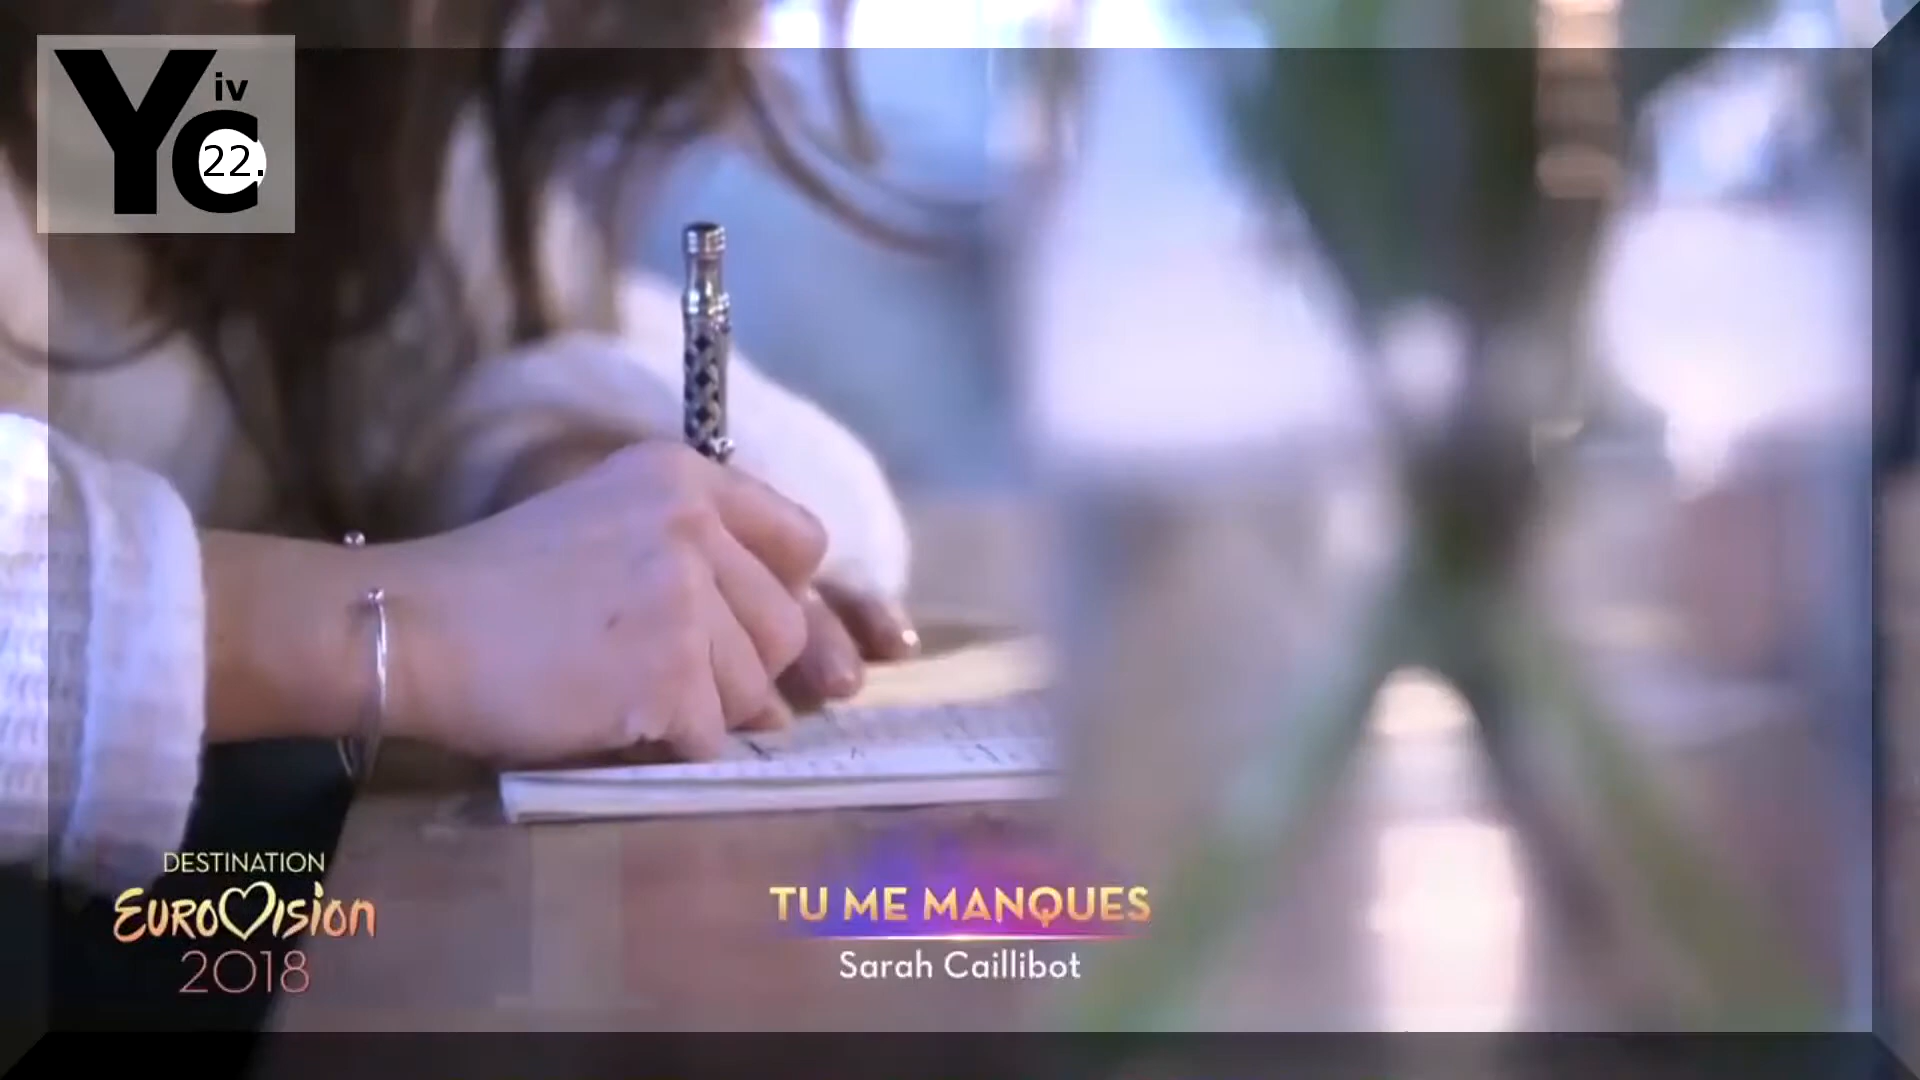 Y iv
C 22.
DESTINATION
EUROVISION
2018
TU ME MANQUES
Sarah Caillibot